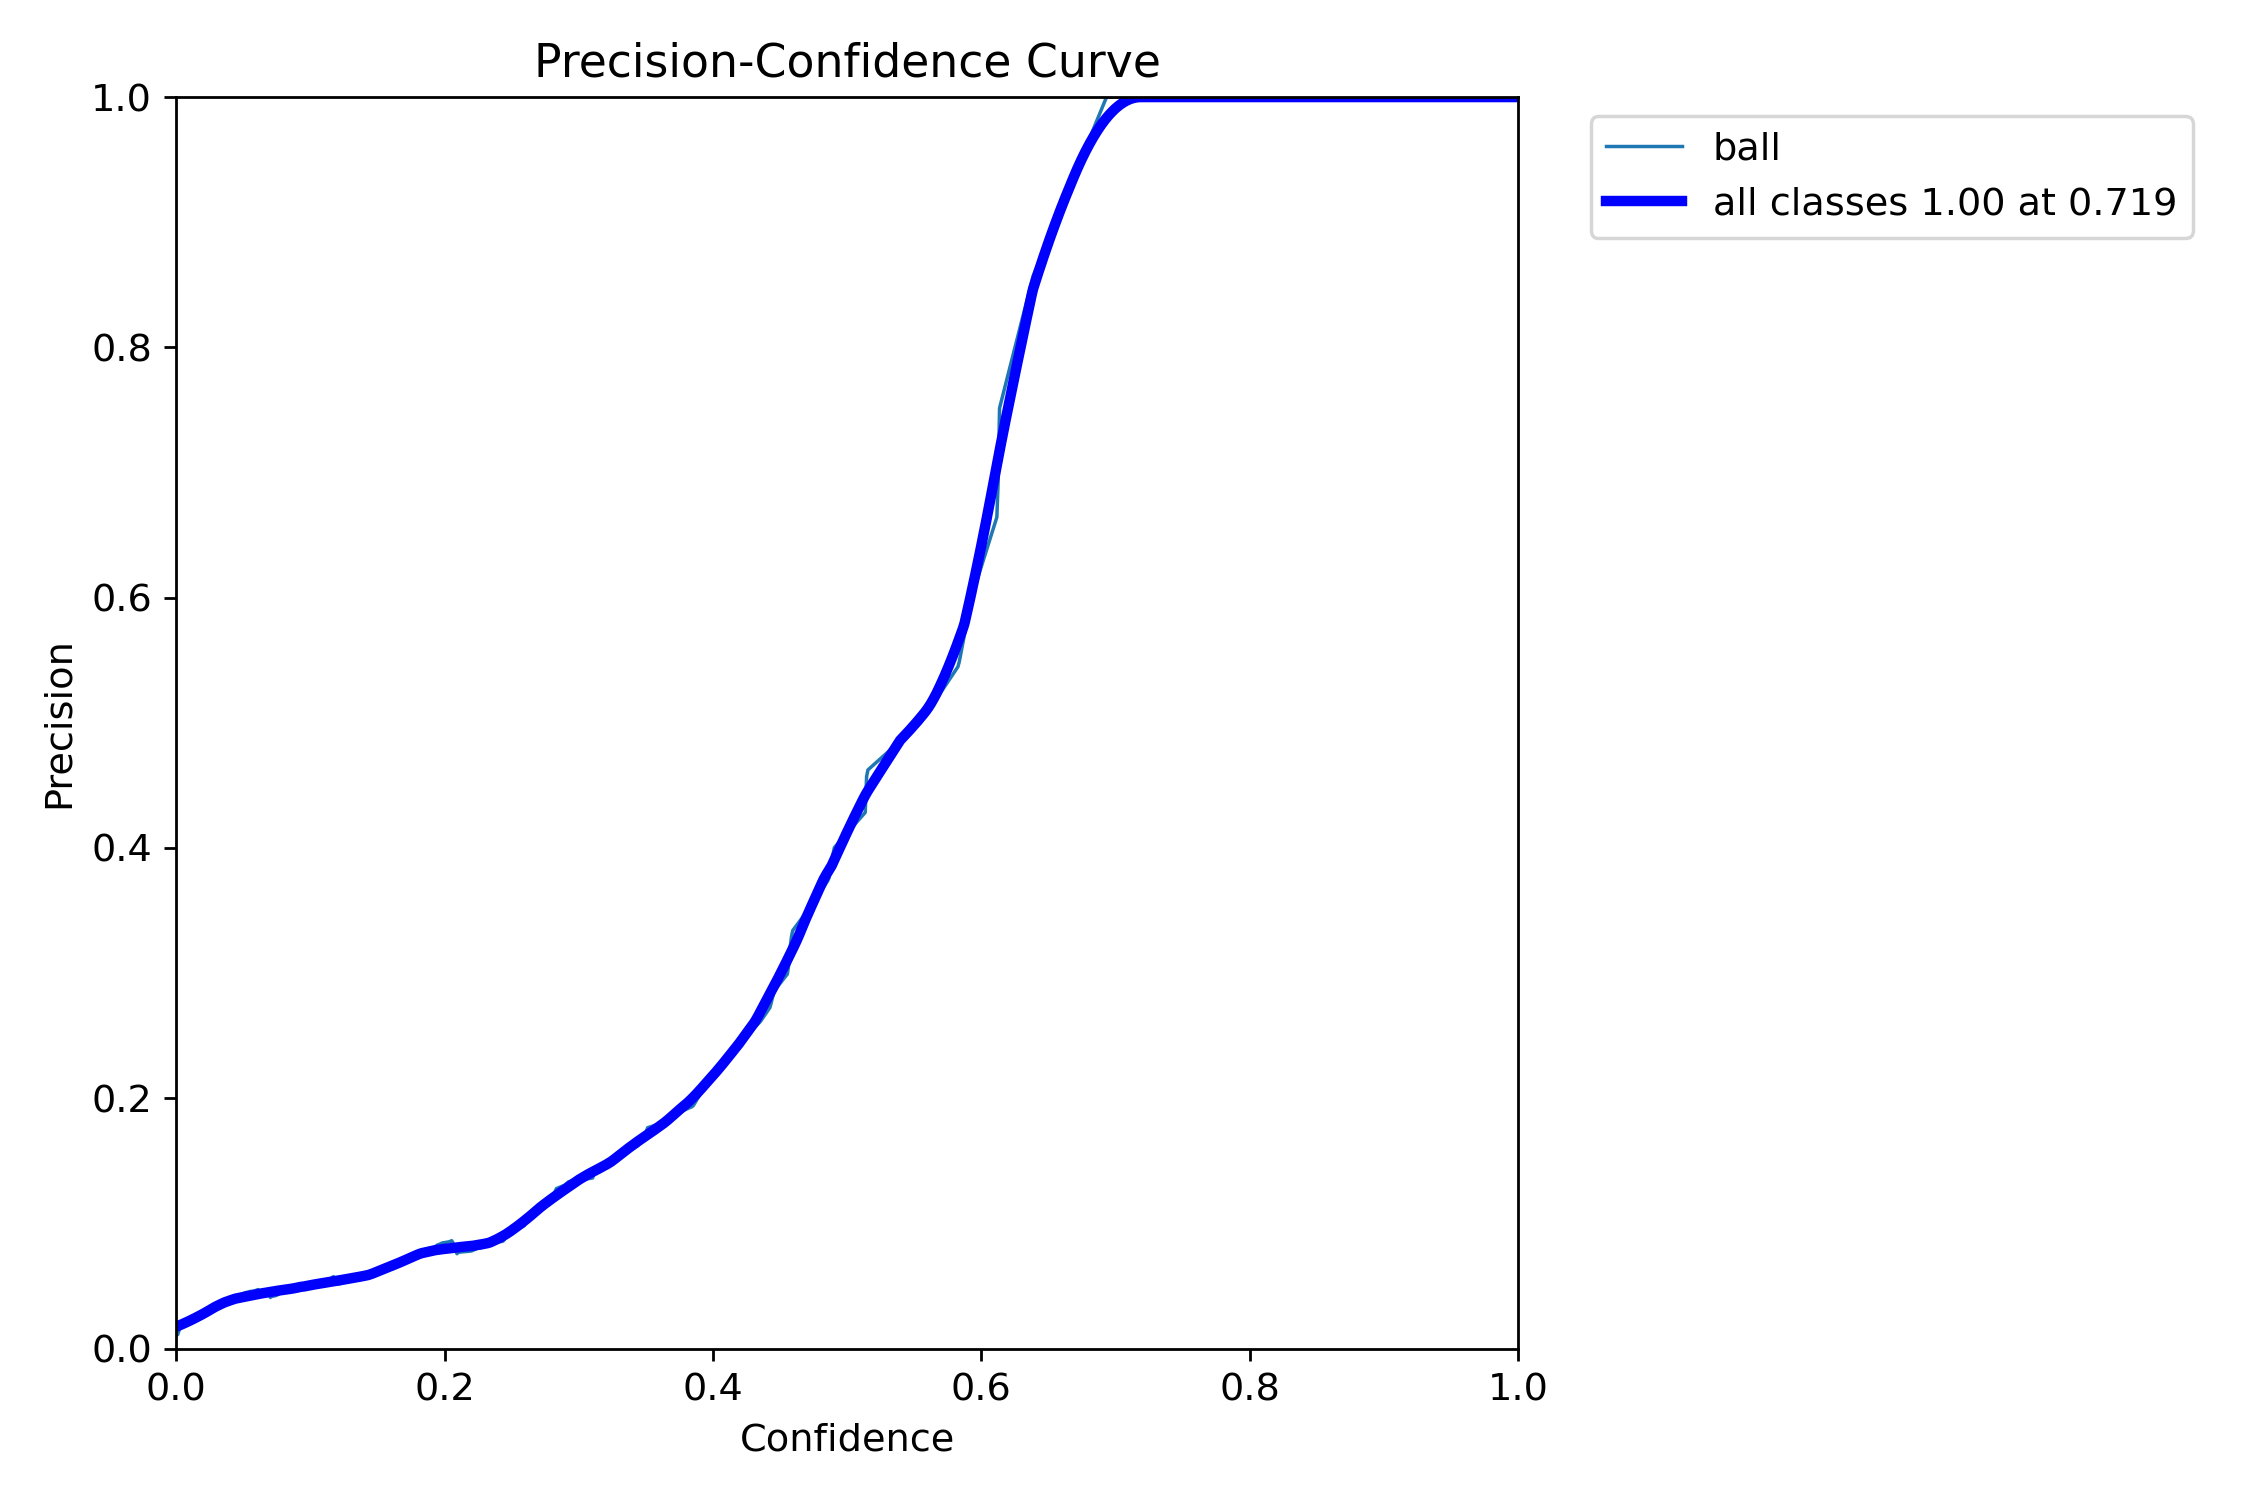 Precision-Confidence Curve
1.0
0.8
0.6
0.4
0.2
0.0
Precision
0.0 0.2 0.4 0.6 0.8 1.0
Confidence
ball
all classes 1.00 at 0.719